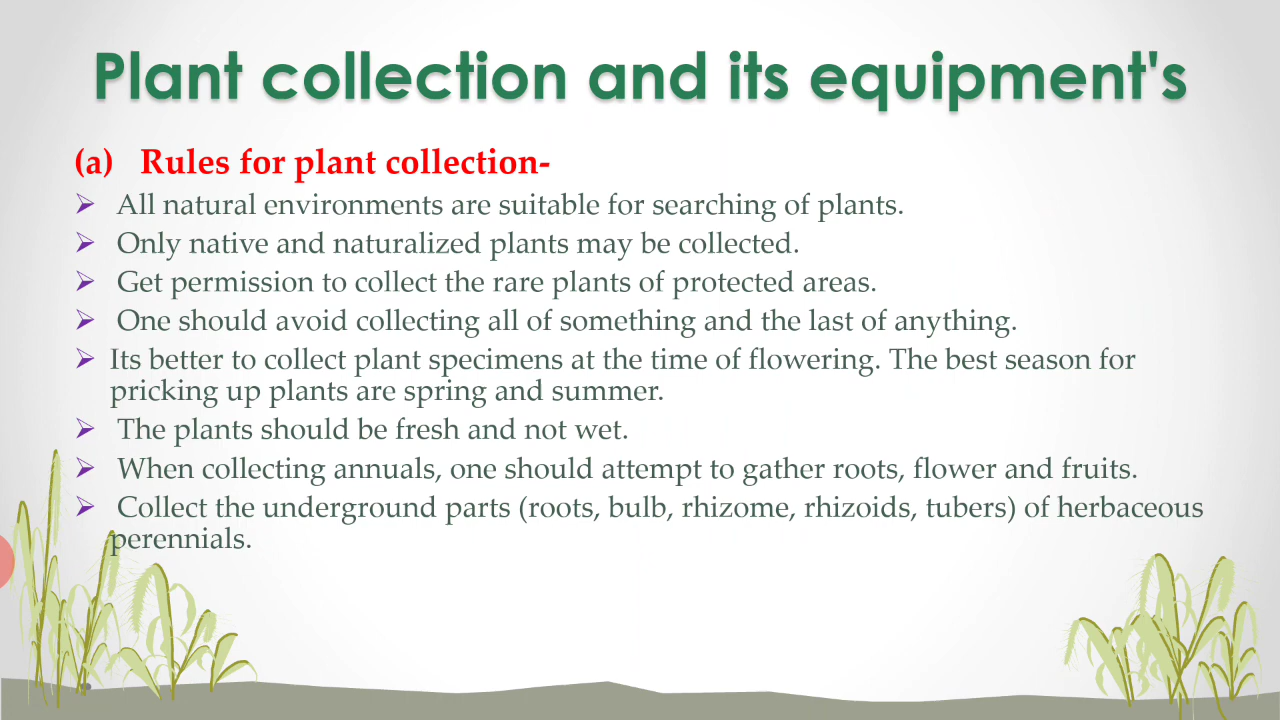 Plant collection and its equipment's
(a) Rules for plant collection-
➢ All natural environments are suitable for searching of plants.
➢ Only native and naturalized plants may be collected.
➢ Get permission to collect the rare plants of protected areas.
➢ One should avoid collecting all of something and the last of anything.
➢ Its better to collect plant specimens at the time of flowering. The best season for
pricking up plants are spring and summer.
➢ The plants should be fresh and not wet.
➢ When collecting annuals, one should attempt to gather roots, flower and fruits.
➢ Collect the underground parts (roots, bulb, rhizome, rhizoids, tubers) of herbaceous
perennials.